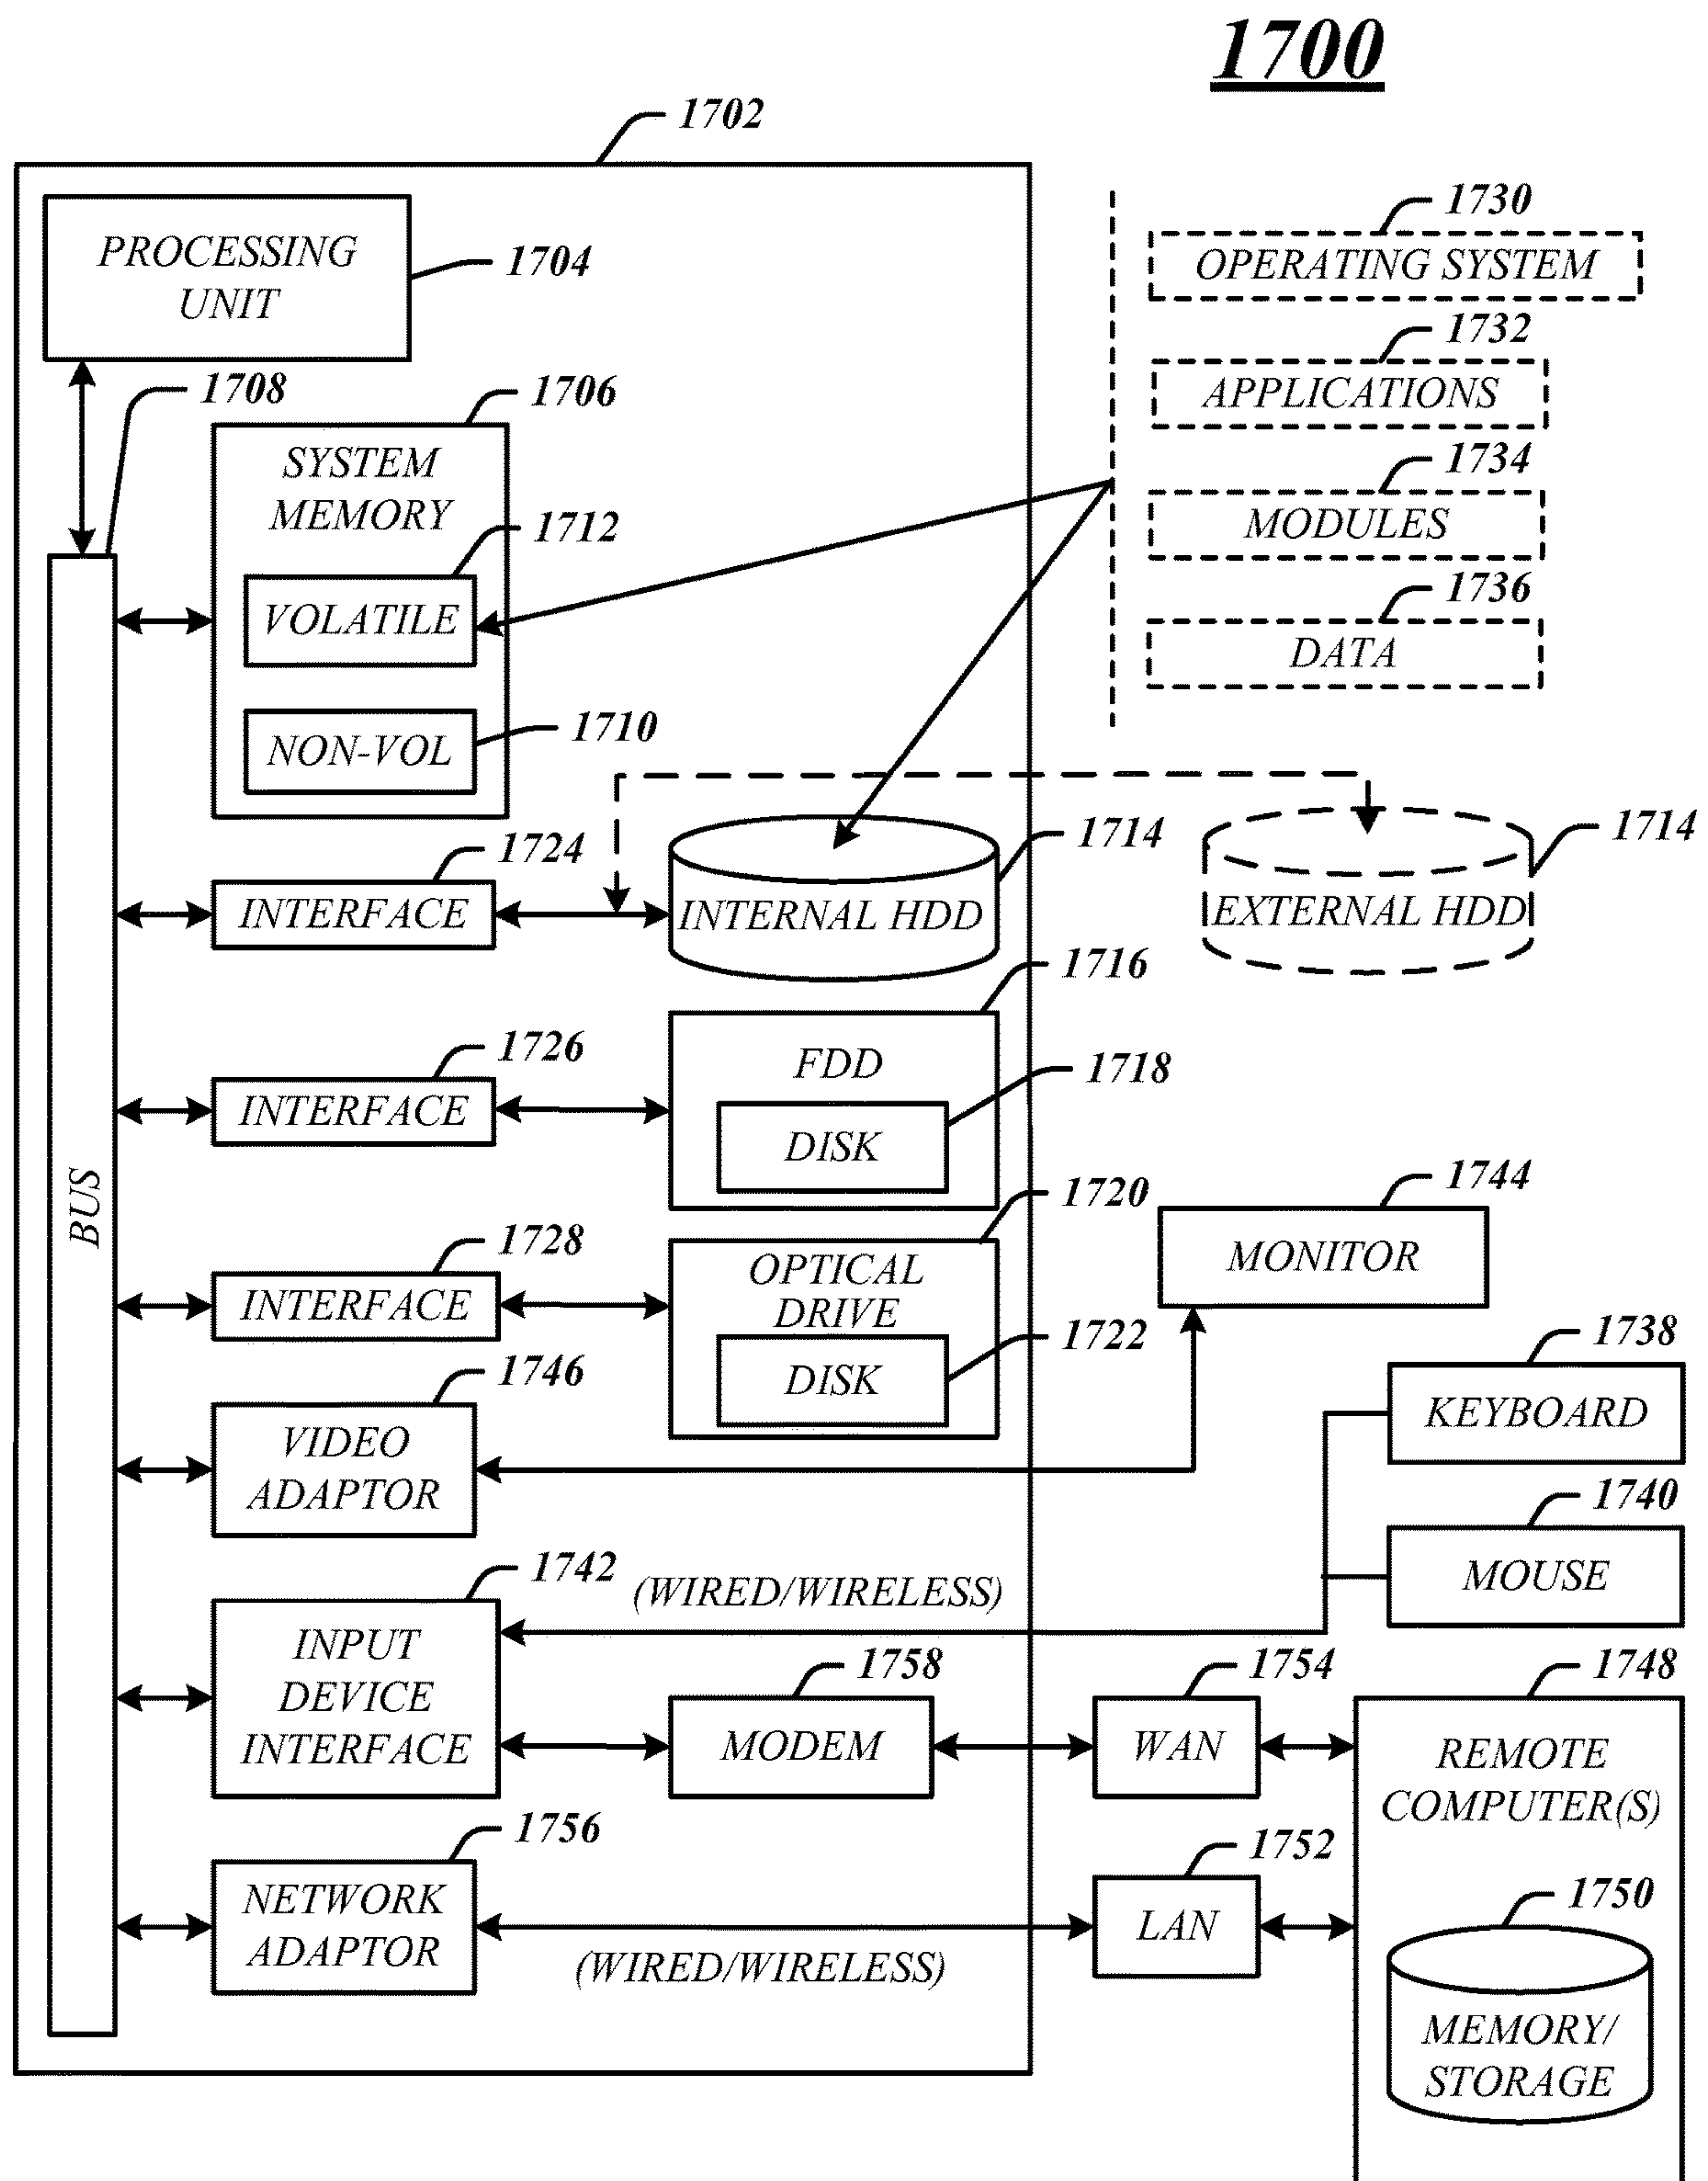 1700
1702
PROCESSING
UNIT
1704
1730
OPERATING SYSTEM
1732
APPLICATIONS
1734
MODULES
1736
DATA
1708
1706
SYSTEM
MEMORY
1712
VOLATILE
1710
NON-VOL
1724
INTERFACE
1714
INTERNAL HDD
1714
EXTERNAL HDD
1716
FDD
1718
DISK
1726
INTERFACE
BUS
1720
OPTICAL
DRIVE
1722
DISK
1728
INTERFACE
1744
MONITOR
1746
VIDEO
ADAPTOR
1738
KEYBOARD
1740
MOUSE
1742
INPUT
DEVICE
INTERFACE
(WIRED/WIRELESS)
1758
MODEM
1754
WAN
1748
REMOTE
COMPUTER(S)
1756
NETWORK
ADAPTOR
(WIRED/WIRELESS)
1752
LAN
1750
MEMORY/
STORAGE